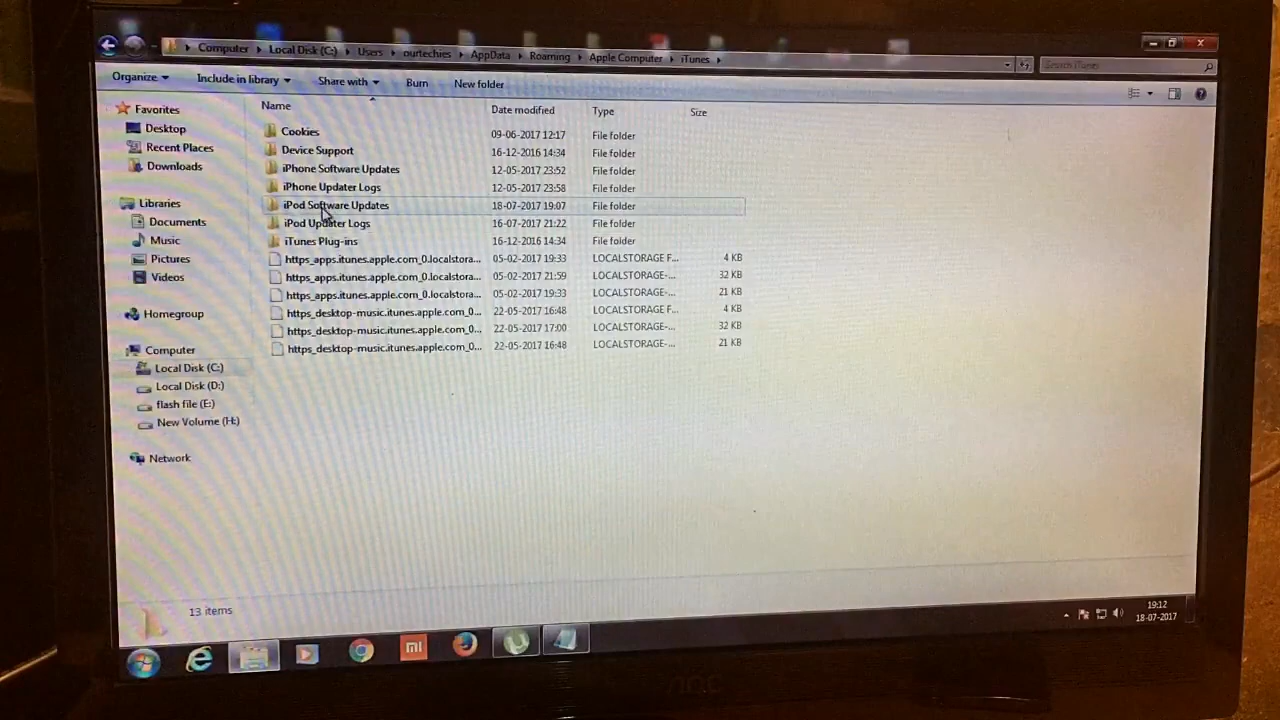 Computer Local Disk (C:) Users ourtechies AppData Roaming Apple Computer iTunes
Search iTunes
Organize Include in library Share with Burn New folder
Favorites
Desktop
Recent Places
Downloads
Libraries
Documents
Music
Pictures
Videos
Homegroup
Computer
Local Disk (C:)
Local Disk (D:)
flash file (E:)
New Volume (H:)
Network
Name Date modified Type Size
Cookies 09-06-2017 12:17 File folder
Device Support 16-12-2016 14:34 File folder
iPhone Software Updates 12-05-2017 23:52 File folder
iPhone Updater Logs 12-05-2017 23:58 File folder
iPod Software Updates 18-07-2017 19:07 File folder
iPod Updater Logs 16-07-2017 21:22 File folder
iTunes Plug-ins 16-12-2016 14:34 File folder
https_apps.itunes.apple.com_0.localstora... 05-02-2017 19:33 LOCALSTORAGE F... 4 KB
https_apps.itunes.apple.com_0.localstora... 05-02-2017 21:59 LOCALSTORAGE-... 32 KB
https_apps.itunes.apple.com_0.localstora... 05-02-2017 19:33 LOCALSTORAGE-... 21 KB
https_desktop-music.itunes.apple.com_0... 22-05-2017 16:48 LOCALSTORAGE F... 4 KB
https_desktop-music.itunes.apple.com_0... 22-05-2017 17:00 LOCALSTORAGE-... 32 KB
https_desktop-music.itunes.apple.com_0... 22-05-2017 16:48 LOCALSTORAGE-... 21 KB
13 items
mi
19:12
18-07-2017
AOC